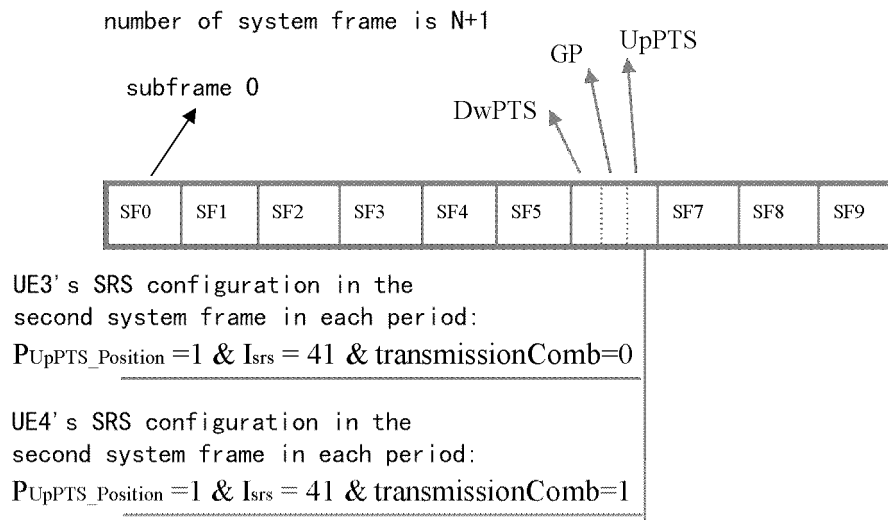 number of system frame is N+1
UpPTS
GP
subframe 0
DwPTS
SF0 SF1 SF2 SF3 SF4 SF5 SF7 SF8 SF9
UE3's SRS configuration in the
second system frame in each period:
PUpPTS_Position =1 & Isrs = 41 & transmissionComb=0
UE4's SRS configuration in the
second system frame in each period:
PUpPTS_Position =1 & Isrs = 41 & transmissionComb=1